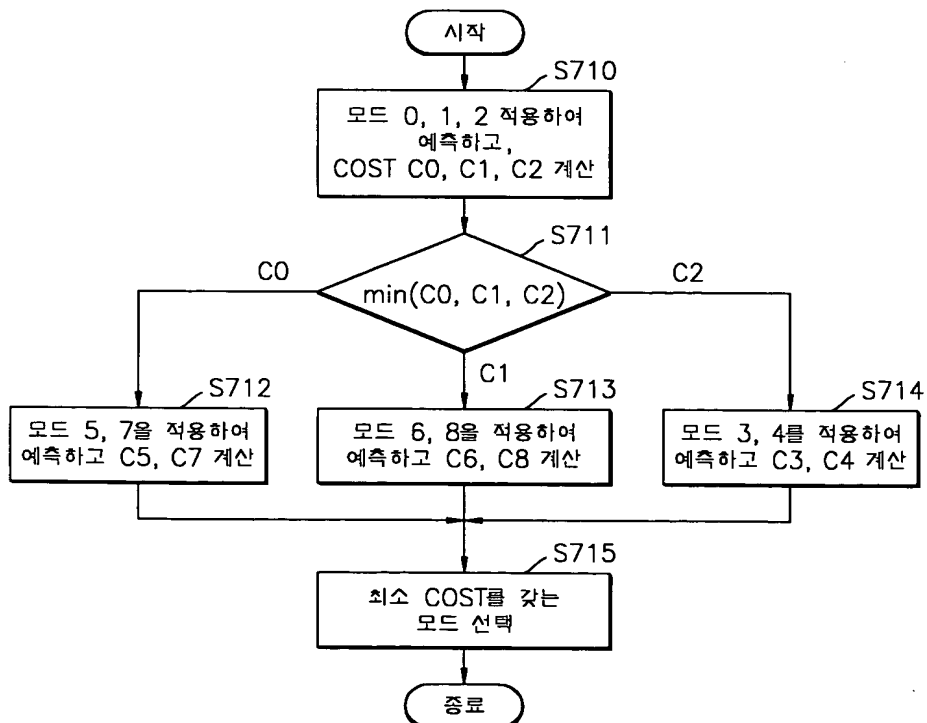 시작
S710
모드 0, 1, 2 적용하여
예측하고,
COST C0, C1, C2 계산
S711
C0
min(C0, C1, C2)
C2
C1
S712
모드 5, 7을 적용하여
예측하고 C5, C7 계산
S713
모드 6, 8을 적용하여
예측하고 C6, C8 계산
S714
모드 3, 4를 적용하여
예측하고 C3, C4 계산
S715
최소 COST를 갖는
모드 선택
종료